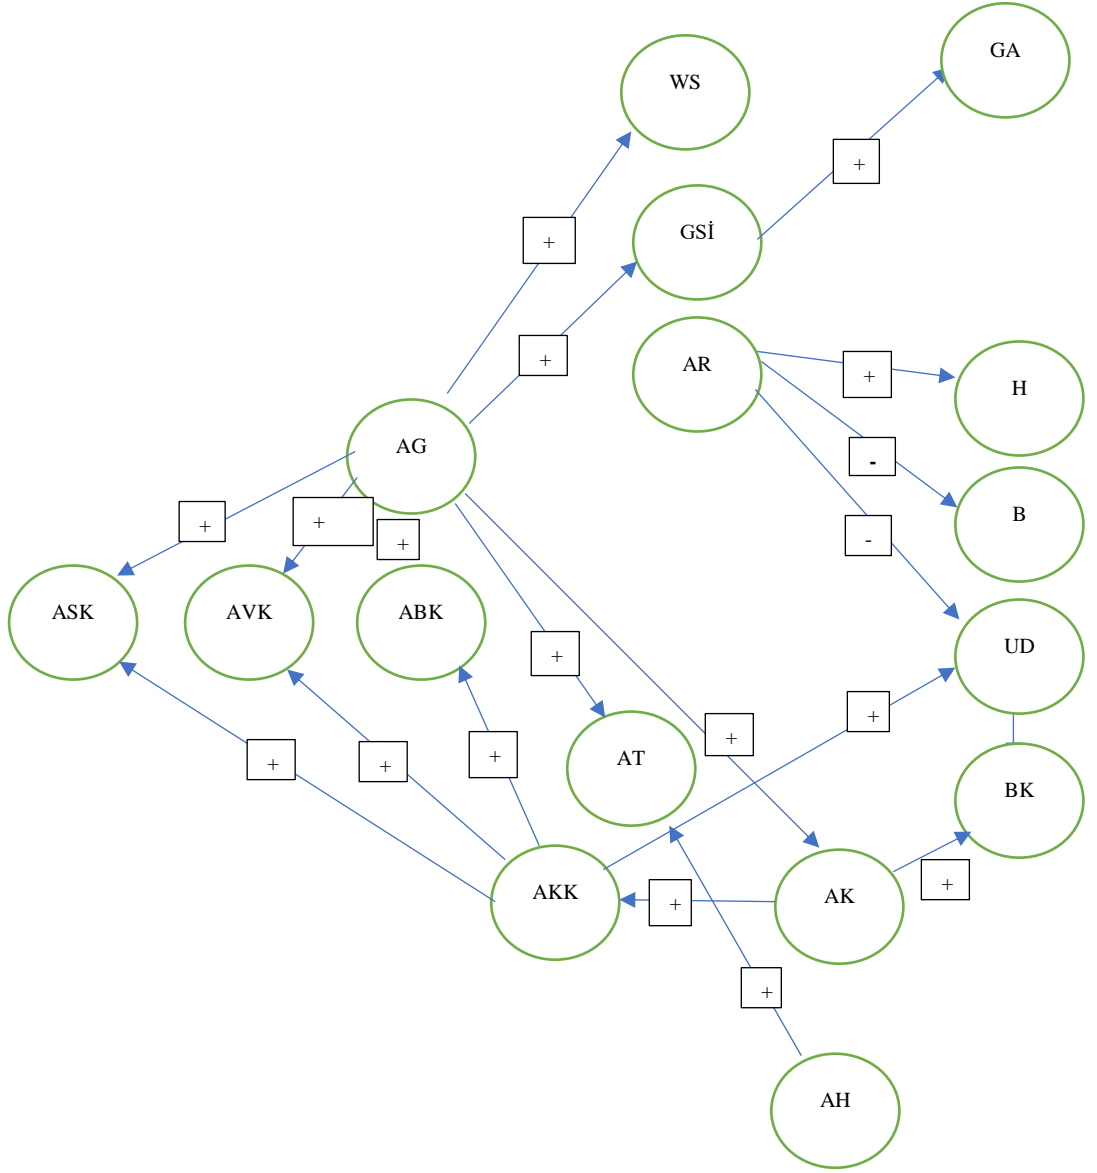 GA
WS
+
GSİ
+
+
AR
+
H
AG
-
B
+
+
+
-
ASK
AVK
ABK
+
UD
+
+
AT
+
+
+
BK
+
AKK
+
AK
+
+
AH